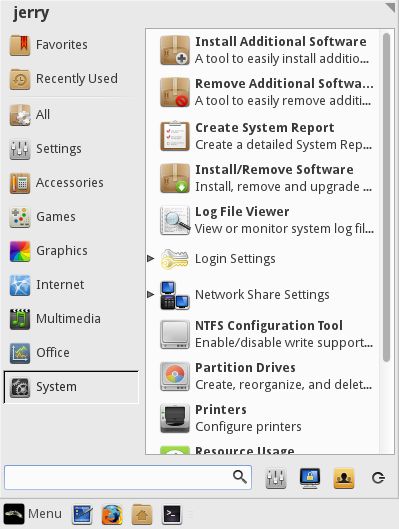 jerry
Favorites
Recently Used
All
Settings
Accessories
Games
Graphics
Internet
Multimedia
Office
System
Install Additional Software
A tool to easily install additio...
Remove Additional Softwa...
A tool to easily remove additi...
Create System Report
Create a detailed System Rep...
Install/Remove Software
Install, remove and upgrade ...
Log File Viewer
View or monitor system log fil...
Login Settings
Network Share Settings
NTFS Configuration Tool
Enable/disable write support...
Partition Drives
Create, reorganize, and delet...
Printers
Configure printers
Resource Usage
Menu